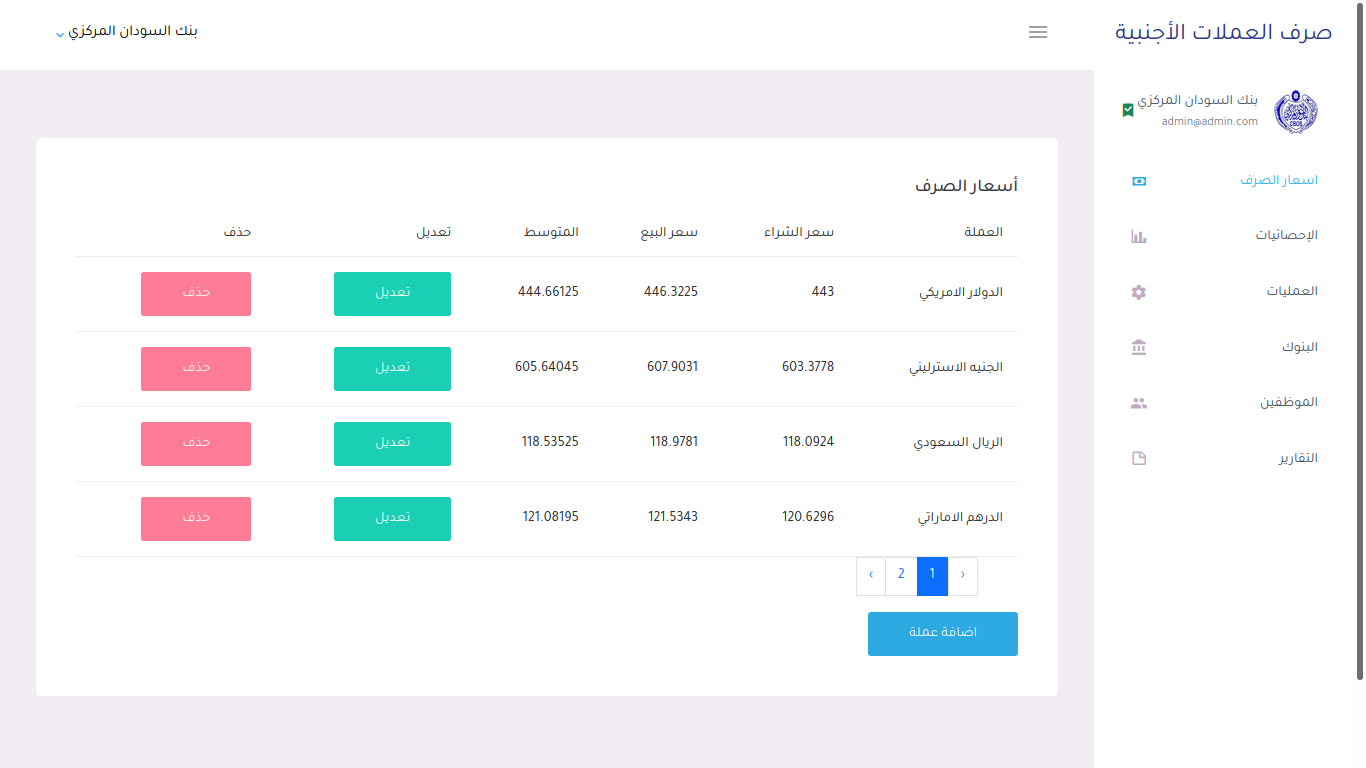 صرف العملات الأجنبية
بنك السودان المركزي
بنك السودان المركزي
admin@admin.com
CBOS
اسعار الصرف
الإحصائيات
العمليات
البنوك
الموظفين
التقارير
أسعار الصرف
العملة سعر الشراء سعر البيع المتوسط تعديل حذف
الدولار الامريكي 443 446.3225 444.66125 تعديل حذف
الجنيه الاسترليني 603.3778 607.9031 605.64045 تعديل حذف
الريال السعودي 118.0924 118.9781 118.53525 تعديل حذف
الدرهم الاماراتي 120.6296 121.5343 121.08195 تعديل حذف
‹ 1 2 ›
اضافة عملة